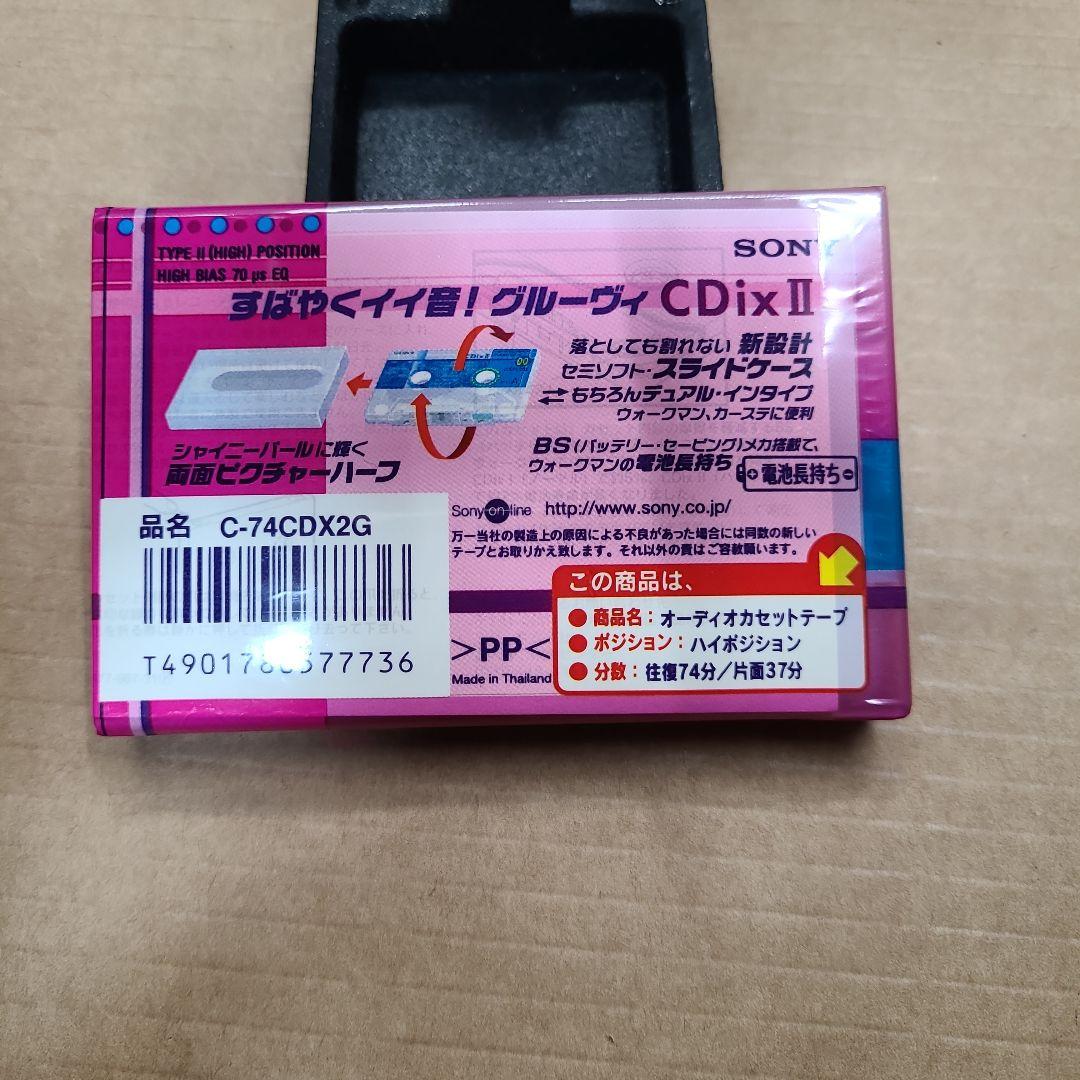 TYPE II (HIGH) POSITION
HIGH BIAS 70 µs EQ
SONY
すばやくイイ音！グルーヴィ CDixⅡ
落としても割れない 新設計
セミソフト・スライドケース
もちろんデュアル・インタイプ
ウォークマン、カーステに便利
シャイニーパールに輝く
両面ピクチャーハーフ
BS(バッテリー・セービング)メカ搭載で、
ウォークマンの電池長持ち
+電池長持ち-
Sony on line http://www.sony.co.jp/
万一当社の製造上の原因による不良があった場合には同数の新しい
テープとお取りかえ致します。それ以外の責はご容赦願います。
品名 C-74CDX2G
>PP<
Made in Thailand
この商品は、
●商品名：オーディオカセットテープ
●ポジション：ハイポジション
●分数：往復74分／片面37分